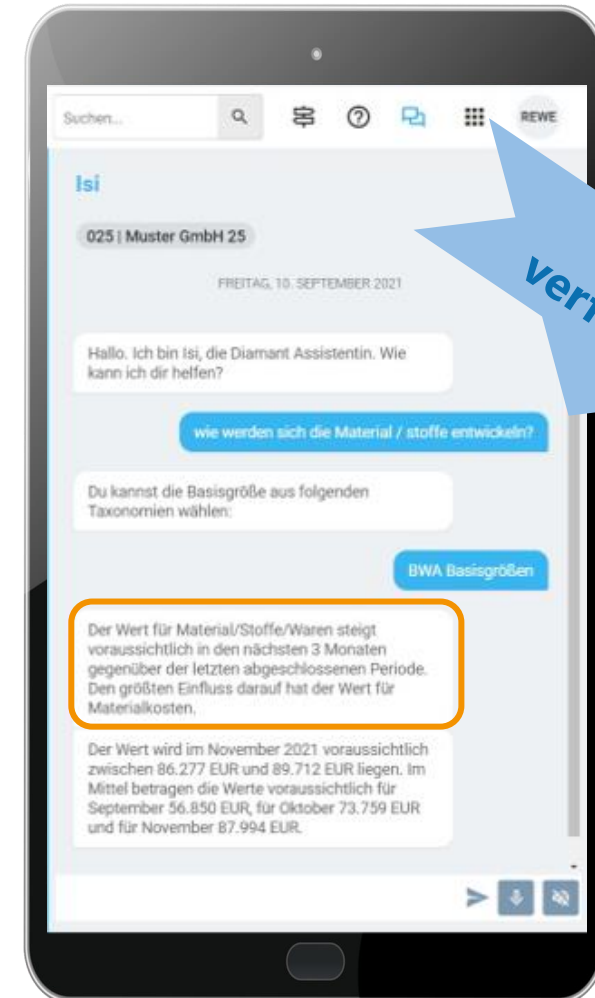 Suchen...
REWE
Isi
025 | Muster GmbH 25
FREITAG, 10. SEPTEMBER 2021
Hallo. Ich bin Isi, die Diamant Assistentin. Wie
kann ich dir helfen?
wie werden sich die Material / stoffe entwickeln?
Du kannst die Basisgröße aus folgenden
Taxonomien wählen:
BWA Basisgrößen
Der Wert für Material/Stoffe/Waren steigt
voraussichtlich in den nächsten 3 Monaten
gegenüber der letzten abgeschlossenen Periode.
Den größten Einfluss darauf hat der Wert für
Materialkosten.
Der Wert wird im November 2021 voraussichtlich
zwischen 86.277 EUR und 89.712 EUR liegen. Im
Mittel betragen die Werte voraussichtlich für
September 56.850 EUR, für Oktober 73.759 EUR
und für November 87.994 EUR.